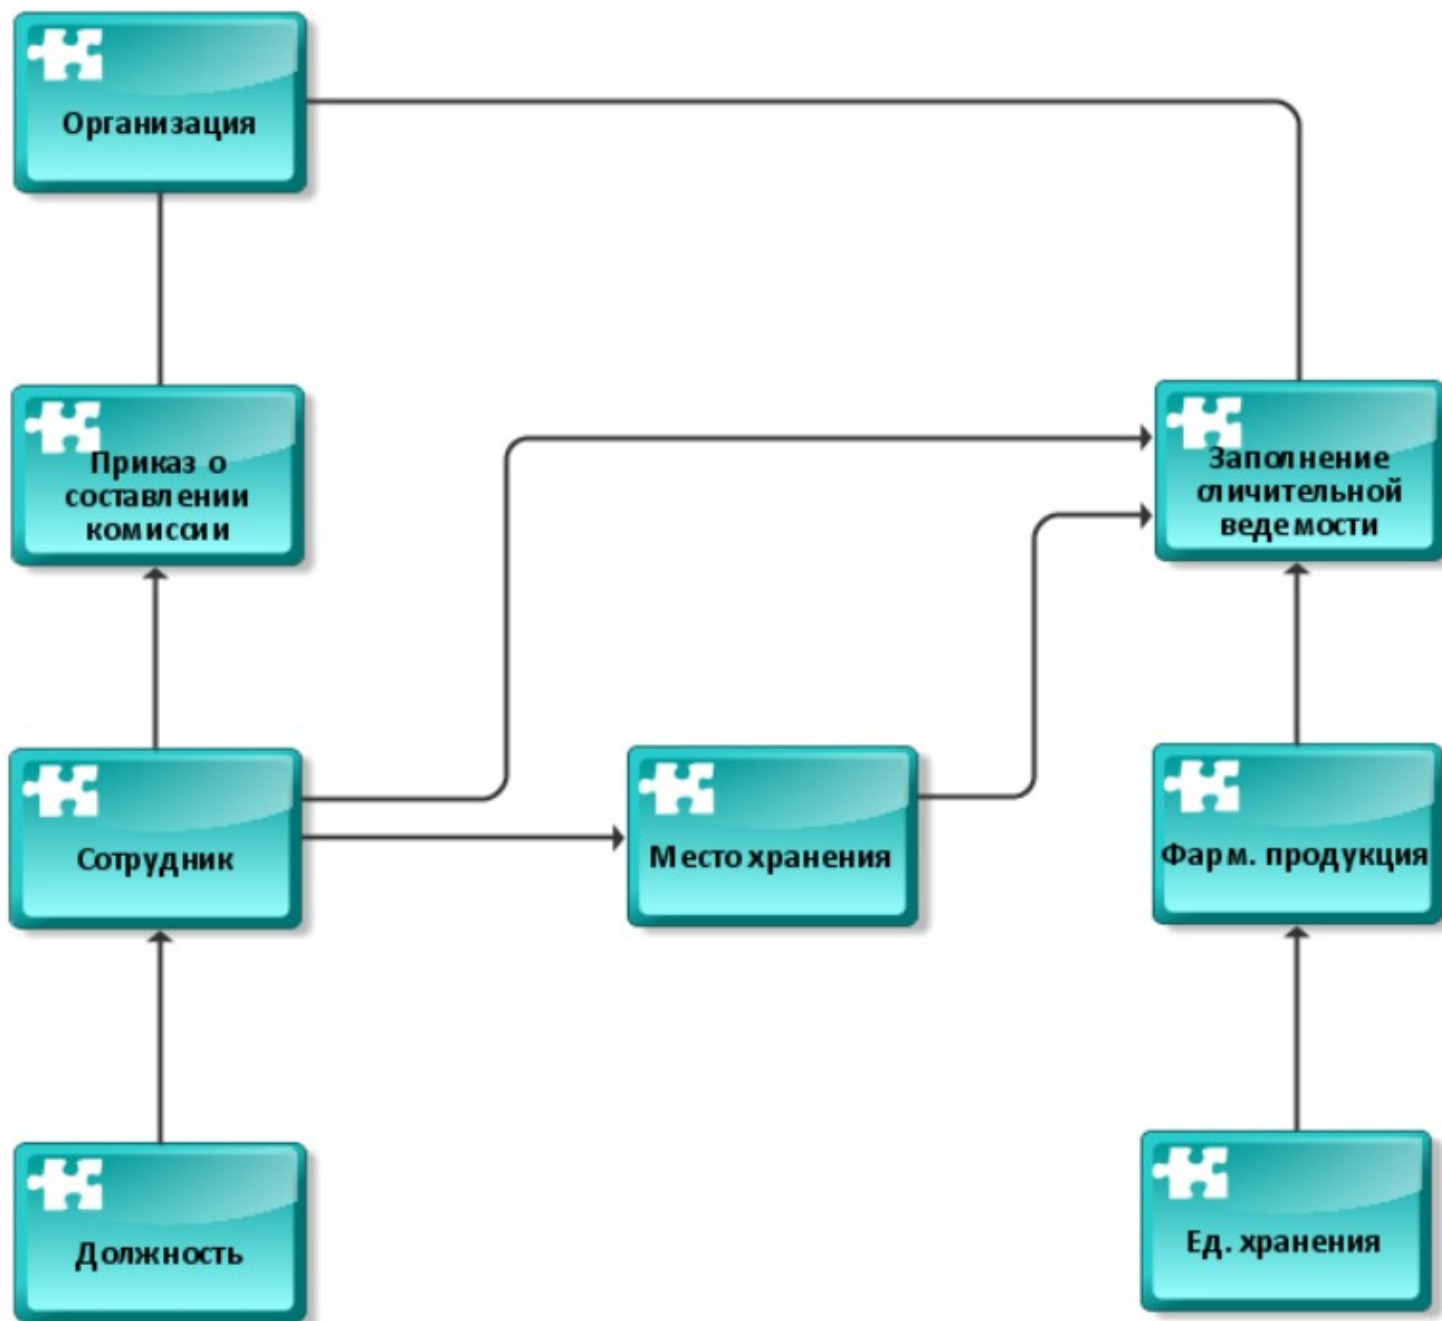 Организация
Приказ о
составлении
комиссии
Заполнение
сличительной
ведемости
Сотрудник
Место хранения
Фарм. продукция
Должность
Ед. хранения